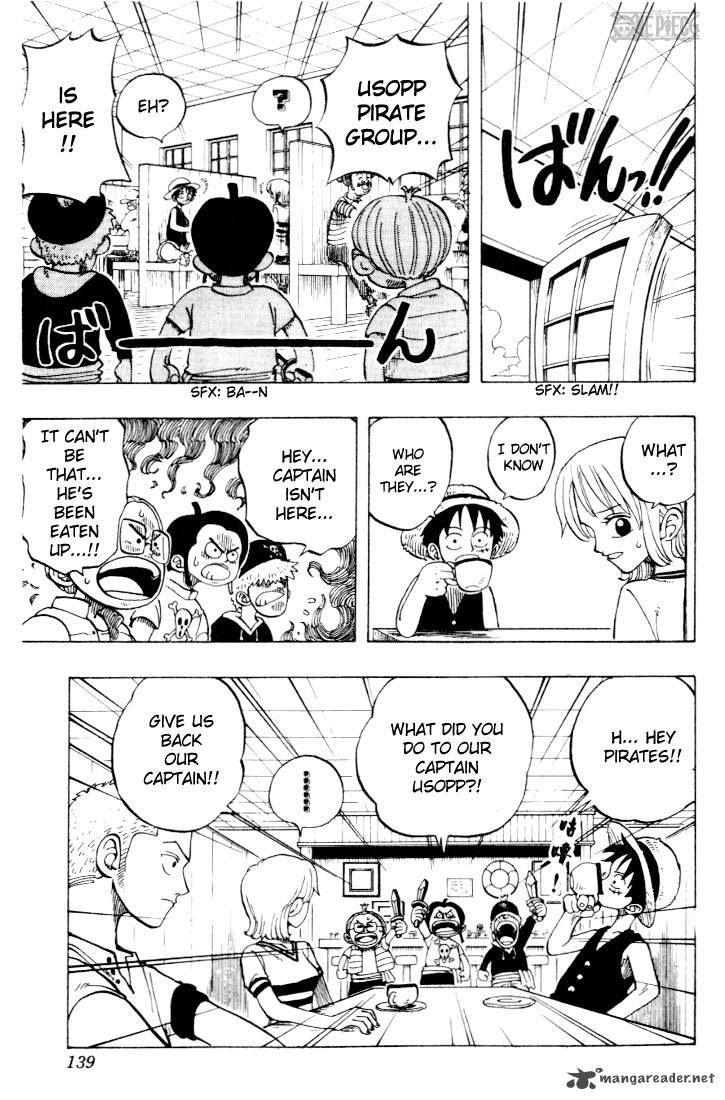 ONE PIECE
ばんっ!!
SFX: SLAM!!
USOPP
PIRATE
GROUP...
?
EH?
IS
HERE
!!
ばーん
SFX: BA--N
WHAT
...?
I DON'T
KNOW
WHO
ARE
THEY...?
HEY...
CAPTAIN
ISN'T
HERE...
IT CAN'T
BE
THAT...
HE'S
BEEN
EATEN
UP...!!
H... HEY
PIRATES!!
WHAT DID YOU
DO TO OUR
CAPTAIN
USOPP?!
GIVE US
BACK
OUR
CAPTAIN!!
139
mangareader.net